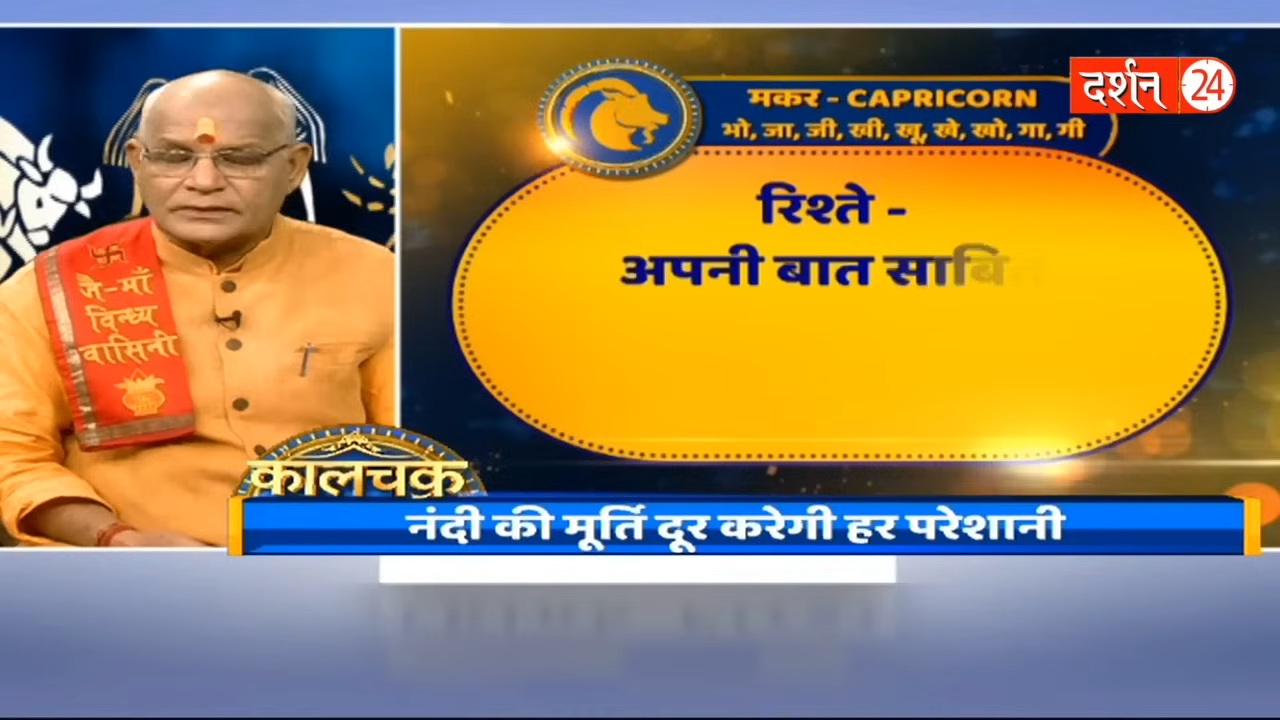 दर्शन 24
मकर - CAPRICORN
भो, जा, जी, खी, खू, खे, खो, गा, गी
रिश्ते -
अपनी बात
जै-माँ
विन्ध्य
वासिनी
कालचक्र
नंदी की मूर्ति दूर करेगी हर परेशानी